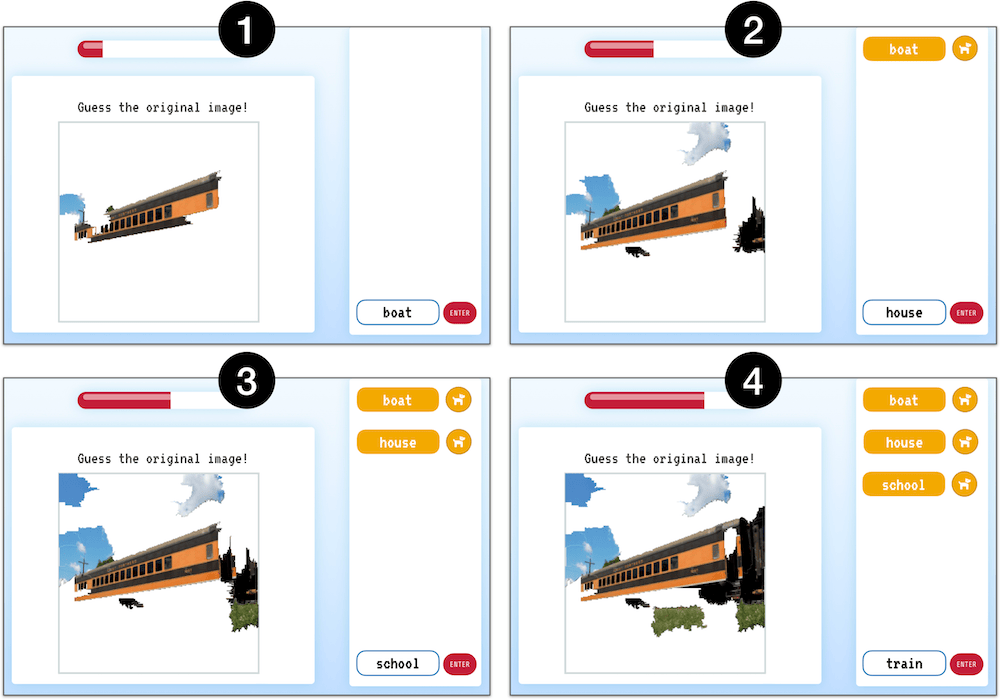 1
Guess the original image!
boat
ENTER
2
boat
Guess the original image!
house
ENTER
3
boat
house
Guess the original image!
school
ENTER
4
boat
house
school
Guess the original image!
train
ENTER